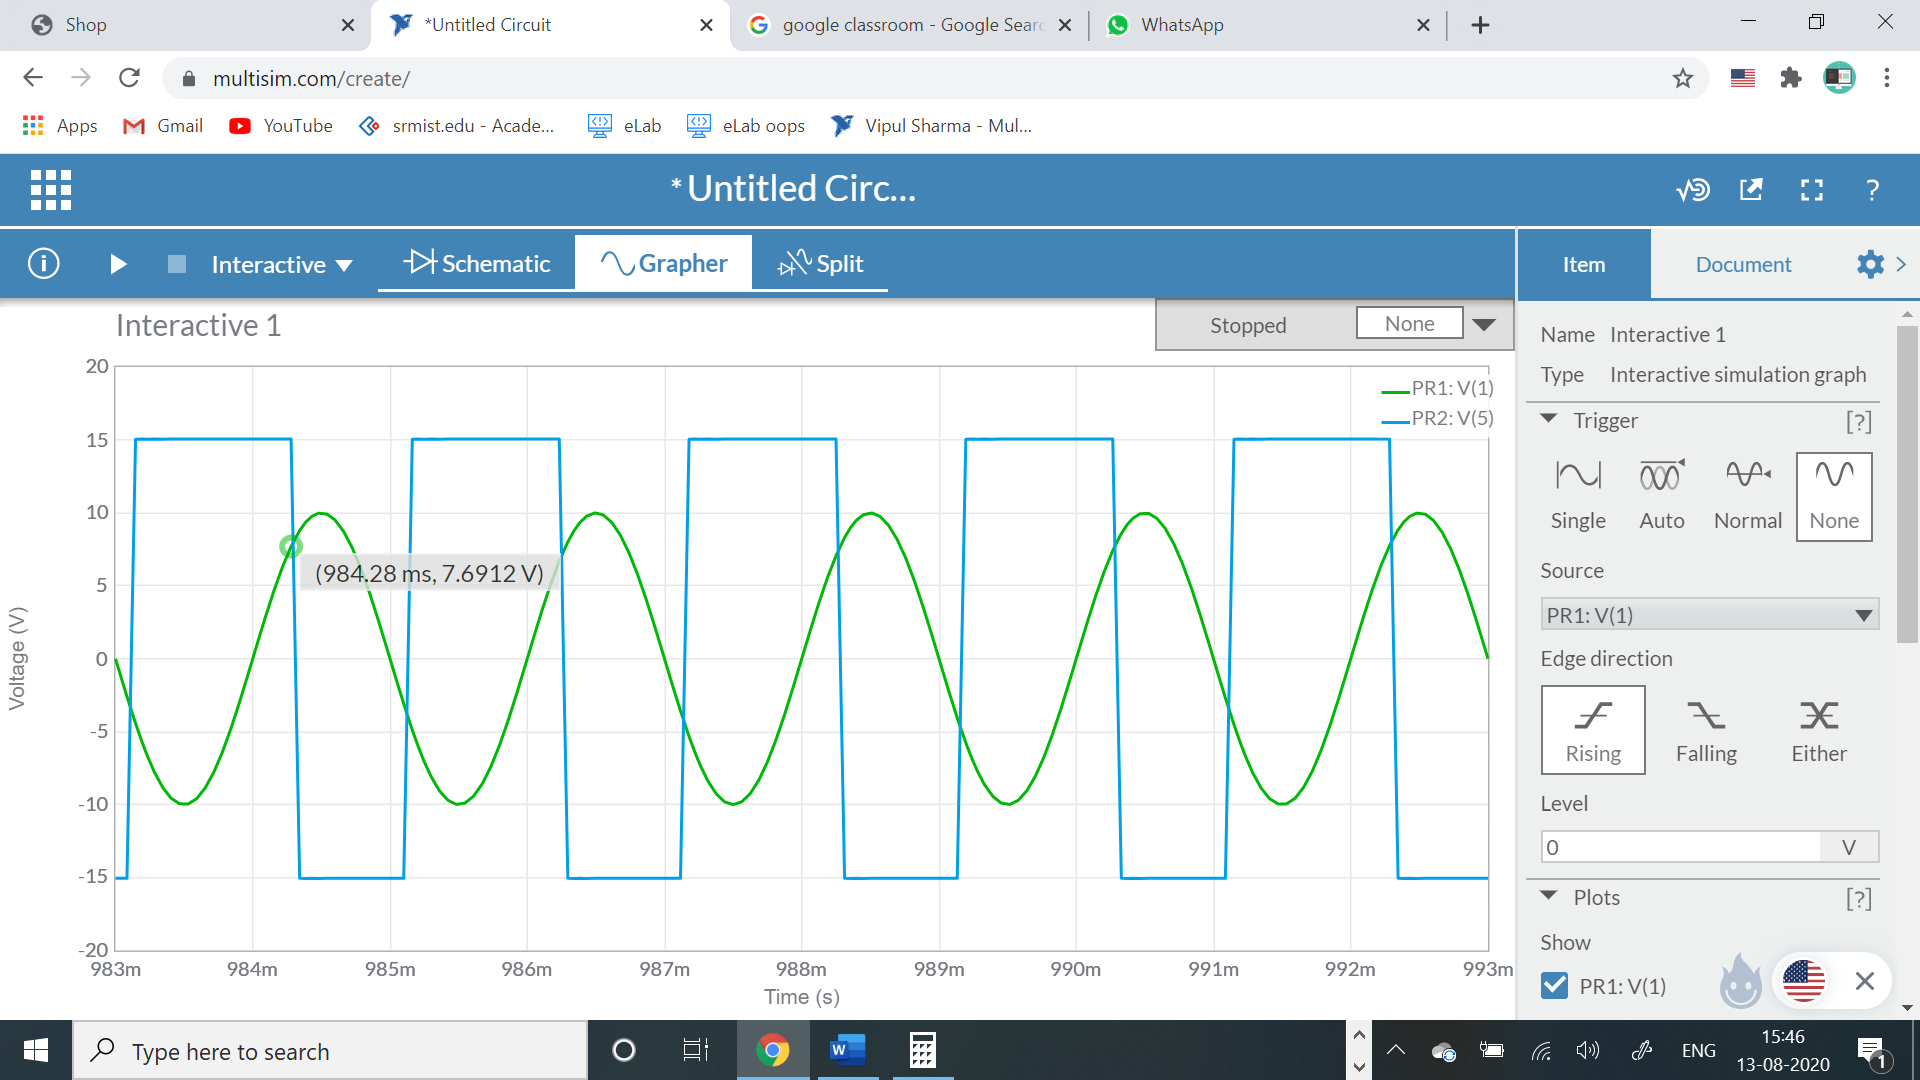 Shop
*Untitled Circuit
google classroom - Google Searc
WhatsApp
multisim.com/create/
Apps
Gmail
YouTube
srmist.edu - Acade...
eLab
eLab oops
Vipul Sharma - Mul...
*Untitled Circ...
?
Interactive
Schematic
Grapher
Split
Item
Document
Interactive 1
Stopped
None
PR1: V(1)
PR2: V(5)
(984.28 ms, 7.6912 V)
20
15
10
5
0
-5
-10
-15
-20
Voltage (V)
983m
984m
985m
986m
987m
988m
989m
990m
991m
992m
993m
Time (s)
Name Interactive 1
Type Interactive simulation graph
Trigger [?]
Single
Auto
Normal
None
Source
PR1: V(1)
Edge direction
Rising
Falling
Either
Level
0 V
Plots [?]
Show
PR1: V(1)
Type here to search
W
ENG
15:46
13-08-2020
1